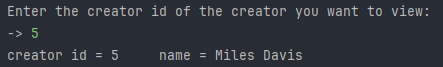 Enter the creator id of the creator you want to view:
-> 5
creator id = 5     name = Miles Davis